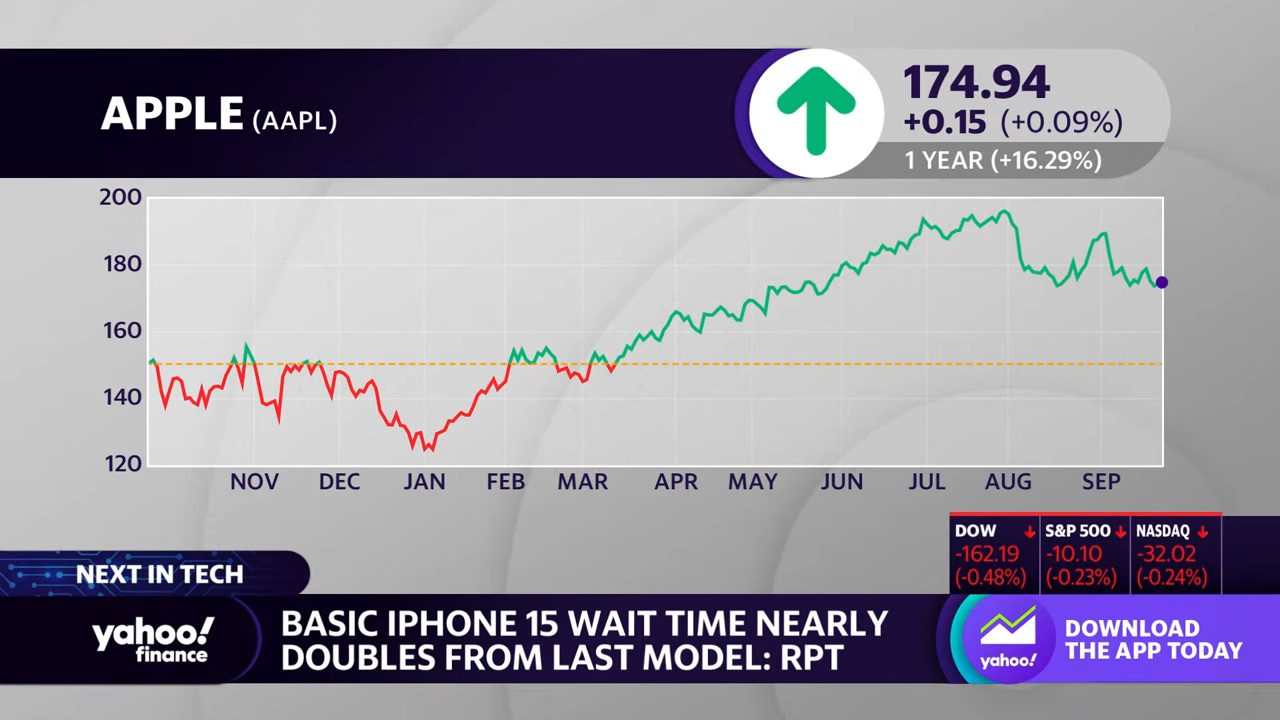 APPLE (AAPL)
174.94
+0.15 (+0.09%)
1 YEAR (+16.29%)
200
180
160
140
120
NOV DEC JAN FEB MAR APR MAY JUN JUL AUG SEP
DOW
-162.19
(-0.48%)
S&P 500
-10.10
(-0.23%)
NASDAQ
-32.02
(-0.24%)
NEXT IN TECH
yahoo!
finance
BASIC IPHONE 15 WAIT TIME NEARLY
DOUBLES FROM LAST MODEL: RPT
yahoo!
DOWNLOAD
THE APP TODAY